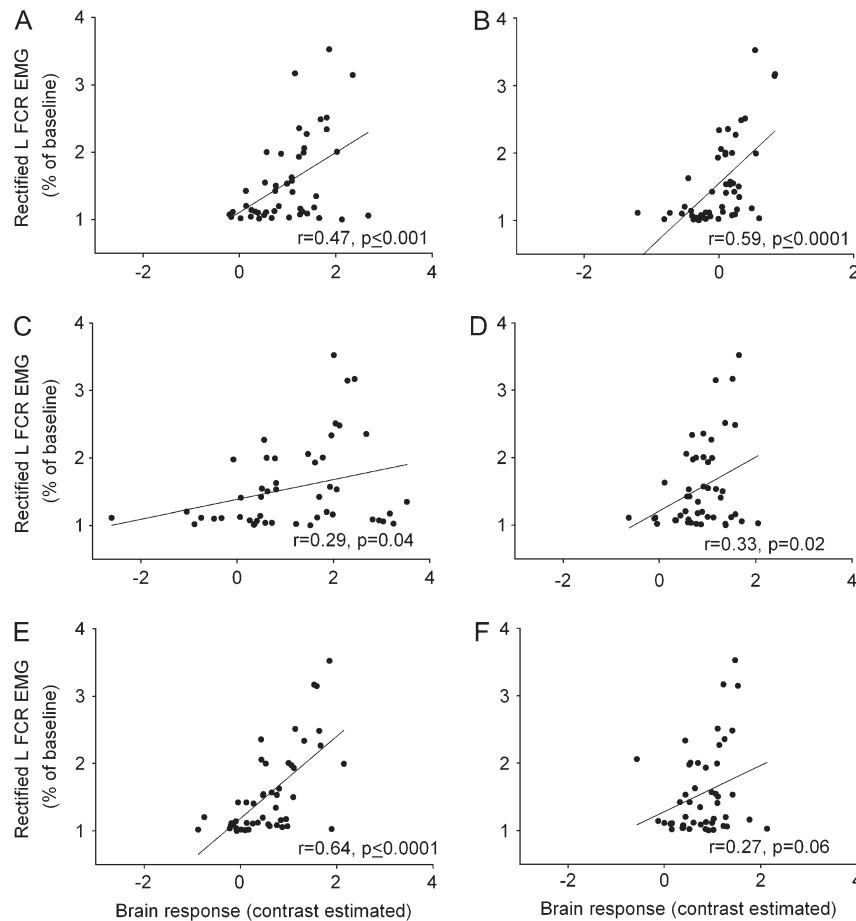 A
B
4
4
3
3
2
2
1
1
Rectified L FCR EMG
(% of baseline)
r=0.47, p≤0.001
r=0.59, p≤0.0001
-2
0
2
4
-2
0
2
4
C
D
4
4
3
3
2
2
1
1
Rectified L FCR EMG
(% of baseline)
r=0.29, p=0.04
r=0.33, p=0.02
-2
0
2
4
-2
0
2
4
E
F
4
4
3
3
2
2
1
1
Rectified L FCR EMG
(% of baseline)
r=0.64, p≤0.0001
r=0.27, p=0.06
-2
0
2
4
-2
0
2
4
Brain response (contrast estimated)
Brain response (contrast estimated)